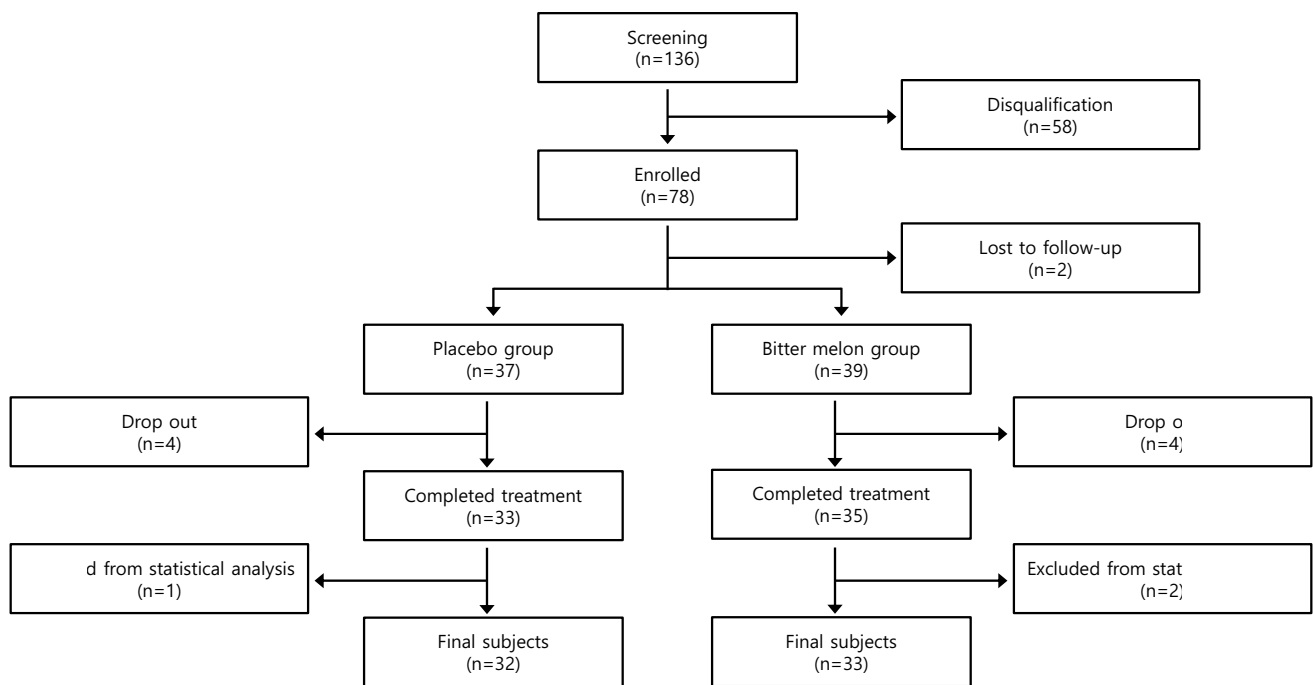 Screening
(n=136)
Disqualification
(n=58)
Enrolled
(n=78)
Lost to follow-up
(n=2)
Placebo group
(n=37)
Bitter melon group
(n=39)
Drop out
(n=4)
Drop o
(n=4)
Completed treatment
(n=33)
Completed treatment
(n=35)
d from statistical analysis
(n=1)
Excluded from stat
(n=2)
Final subjects
(n=32)
Final subjects
(n=33)